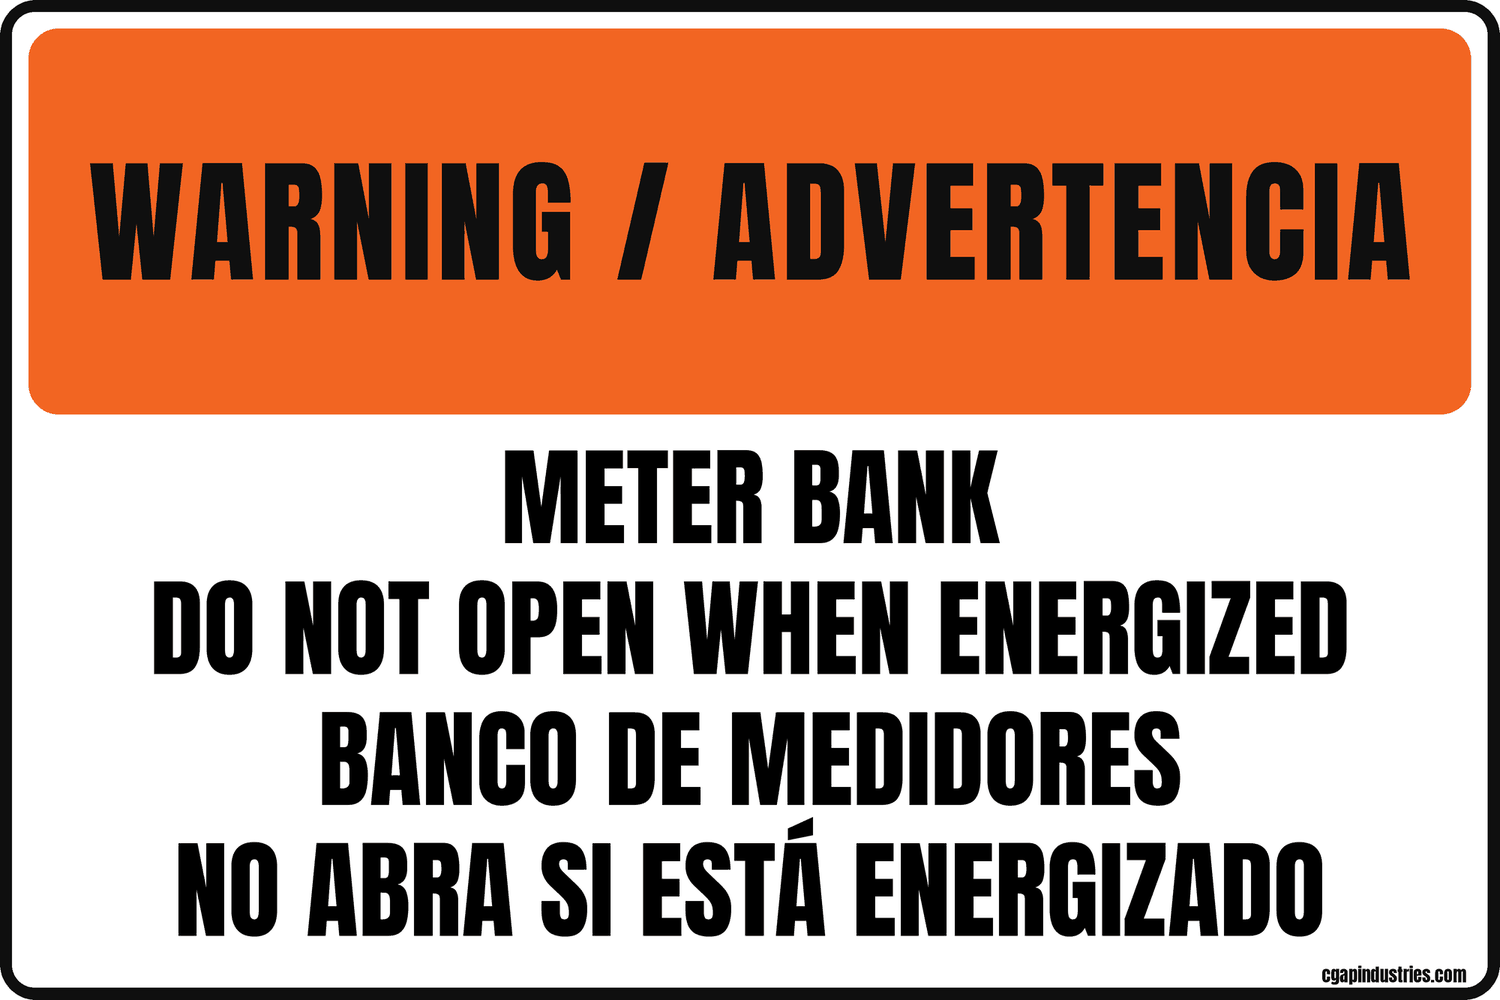 WARNING / ADVERTENCIA
METER BANK
DO NOT OPEN WHEN ENERGIZED
BANCO DE MEDIDORES
NO ABRA SI ESTÁ ENERGIZADO
cgapindustries.com